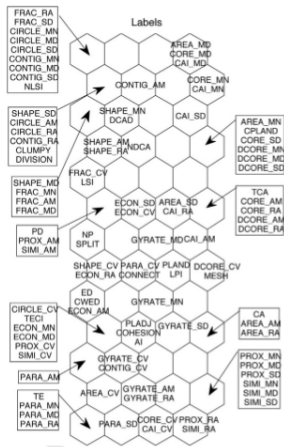 Labels
FRAC_RA
FRAC_SD
CIRCLE_MN
CIRCLE_MD
CIRCLE_SD
CONTIG_MN
CONTIG_MD
CONTIG_SD
NLSI
AREA_MD
CORE_MD
CAI_MD
CONTIG_AM
CORE_MN
CAI_MN
SHAPE_SD
CIRCLE_AM
CIRCLE_RA
CONTIG_RA
CLUMPY
DIVISION
SHAPE_MN
DCAD
CAI_SD
AREA_MN
CPLAND
CORE_SD
DCORE_MN
DCORE_MD
DCORE_SD
SHAPE_AM
SHAPE_RA
NDCA
SHAPE_MD
FRAC_MN
FRAC_AM
FRAC_MD
FRAC_CV
LSI
TCA
CORE_AM
CORE_RA
DCORE_AM
DCORE_RA
ECON_SD
ECON_CV
AREA_SD
CAI_RA
PD
PROX_AM
SIMI_AM
NP
SPLIT
GYRATE_MD
CAI_AM
SHAPE_CV
ECON_RA
PARA_CV
CONNECT
PLAND
LPI
DCORE_CV
MESH
ED
CWED
ECON_AM
GYRATE_MN
CIRCLE_CV
TECI
ECON_MN
ECON_MD
PROX_CV
SIMI_CV
PLADJ
COHESION
AI
GYRATE_SD
CA
AREA_AM
AREA_RA
GYRATE_CV
CONTIG_CV
PARA_AM
PROX_MN
PROX_MD
PROX_SD
SIMI_MN
SIMI_MD
SIMI_SD
AREA_CV
GYRATE_AM
GYRATE_RA
TE
PARA_MN
PARA_MD
PARA_RA
PARA_SD
CORE_CV
CAI_CV
PROX_RA
SIMI_RA